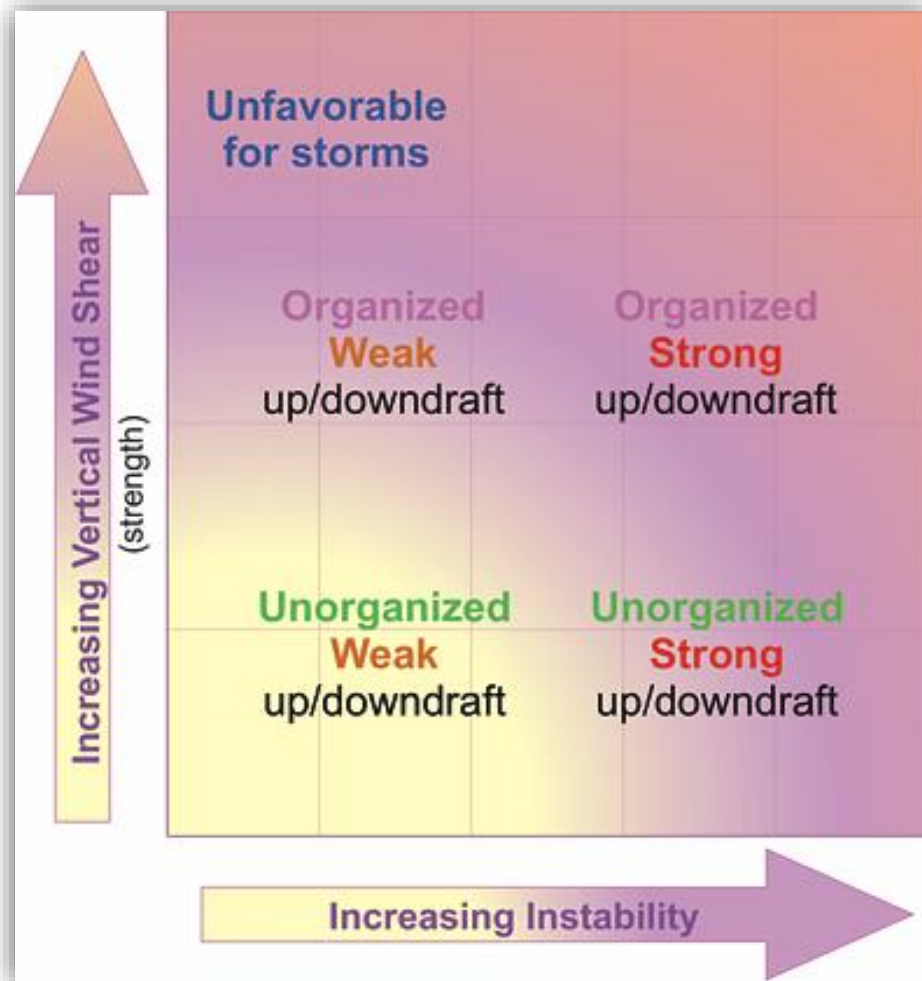 Increasing Vertical Wind Shear
(strength)
Unfavorable
for storms
Organized
Weak
up/downdraft
Organized
Strong
up/downdraft
Unorganized
Weak
up/downdraft
Unorganized
Strong
up/downdraft
Increasing Instability